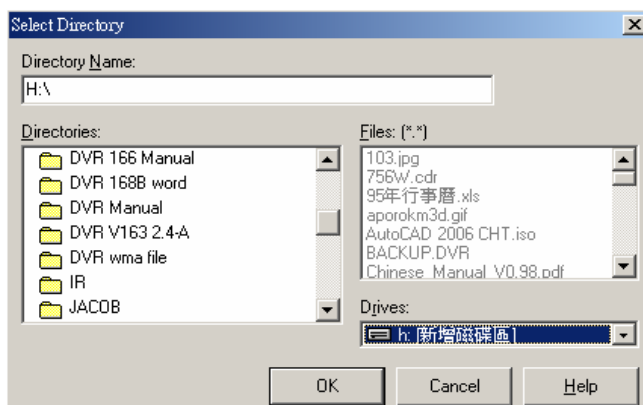 Select Directory
Directory Name:
H:\
Directories:
DVR 166 Manual
DVR 168B word
DVR Manual
DVR V163 2.4-A
DVR wma file
IR
JACOB
Files: (*.*)
103.jpg
756W.cdr
95年行事曆.xls
aporokm3d.gif
AutoCAD 2006 CHT.iso
BACKUP.DVR
Chinese_Manual_V0.98.pdf
Drives:
h: [新增磁碟區]
OK
Cancel
Help